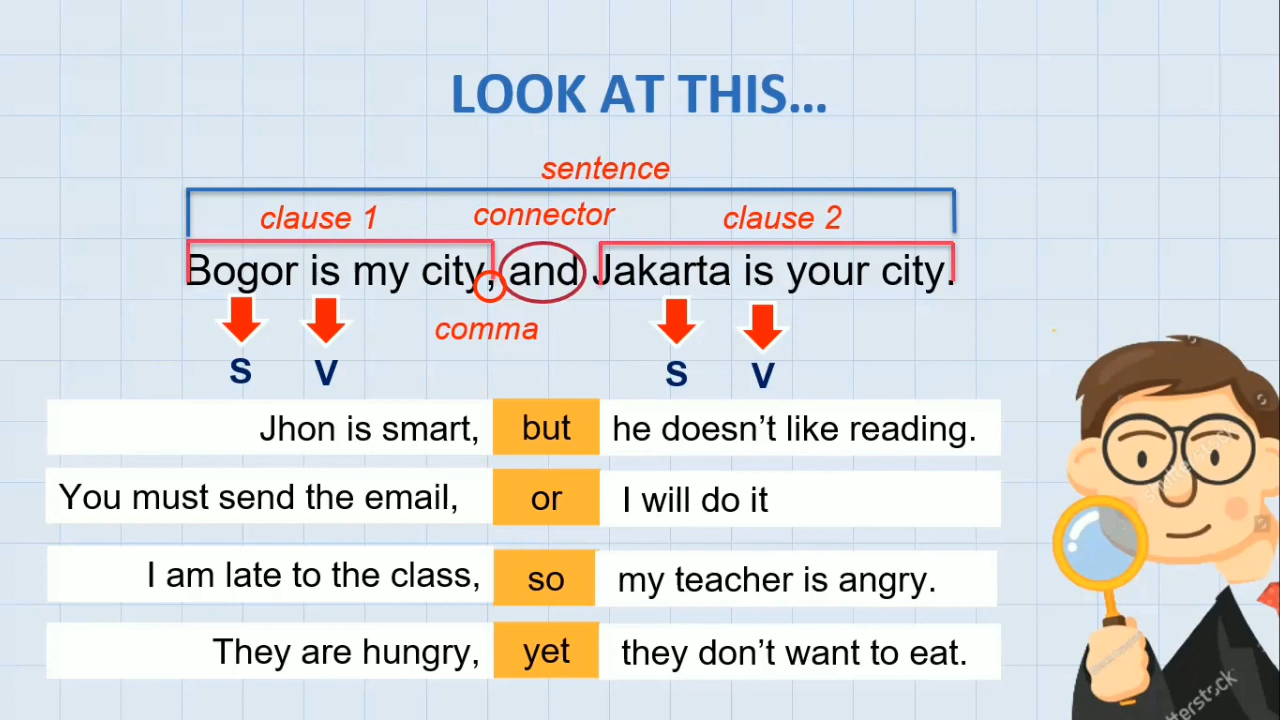 LOOK AT THIS...
sentence
clause 1 connector clause 2
Bogor is my city, and Jakarta is your city.
comma
S V S V
Jhon is smart, but he doesn’t like reading.
You must send the email, or I will do it
I am late to the class, so my teacher is angry.
They are hungry, yet they don’t want to eat.